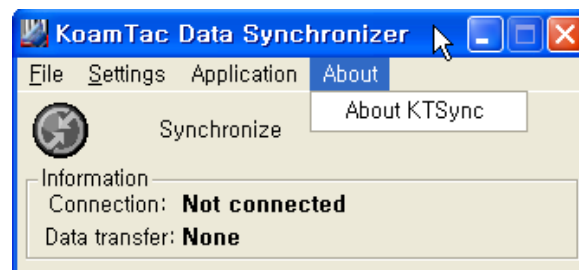 KoamTac Data Synchronizer
File Settings Application About
About KTSync
Synchronize
Information
Connection: Not connected
Data transfer: None